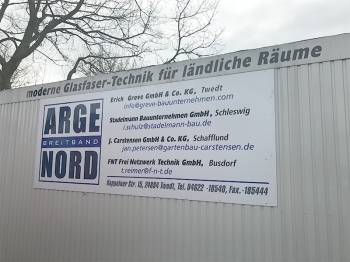 moderne Glasfaser-Technik für ländliche Räume
ARGE
BREITBAND
NORD
Erich Greve GmbH & Co. KG, Twedt
info@greve-bauunternehmen.com
Stadelmann Bauunternehmen GmbH, Schleswig
i.schulz@stadelmann-bau.de
J. Carstensen GmbH & Co. KG, Schafflund
jan.petersen@gartenbau-carstensen.de
FNT Frei Netzwerk Technik GmbH, Busdorf
t.reimer@f-n-t.de
Kappelner Str. 15, 24894 Twedt, Tel. 04622 -18540, Fax.-185444